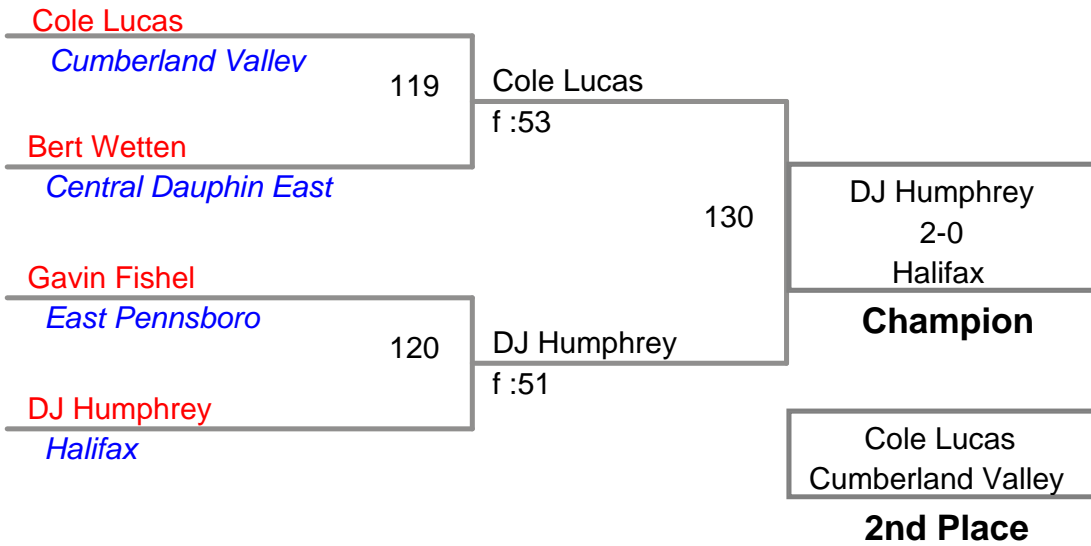 Cole Lucas
Cumberland Valley
119
Cole Lucas
f :53
Bert Wetten
Central Dauphin East
130
DJ Humphrey
2-0
Halifax
Champion
Gavin Fishel
East Pennsboro
120
DJ Humphrey
f :51
DJ Humphrey
Halifax
Cole Lucas
Cumberland Valley
2nd Place